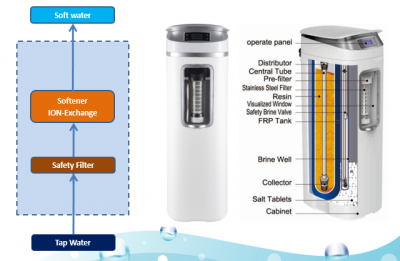 Soft water
Softener
ION-Exchange
Safety Filter
Tap Water
operate panel
Distributor
Central Tube
Pre-filter
Stainless Steel Filter
Resin
Visualized Window
Safety Brine Valve
FRP Tank
Brine Well
Collector
Salt Tablets
Cabinet